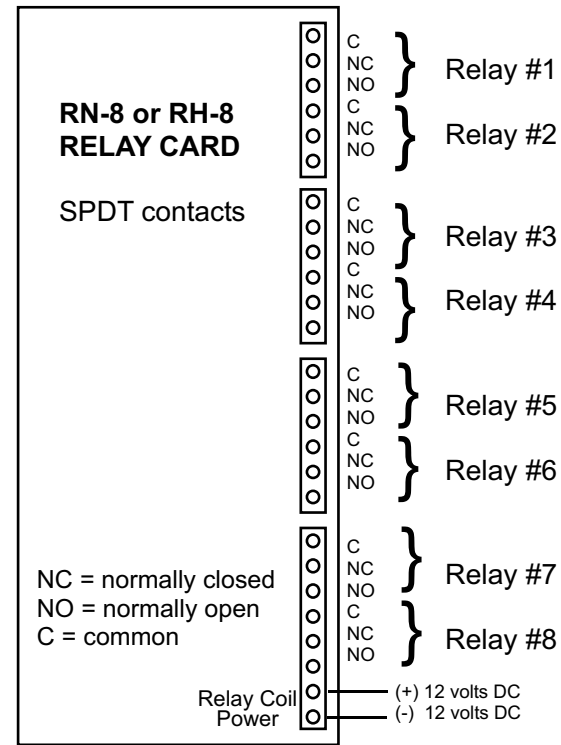 RN-8 or RH-8
RELAY CARD
SPDT contacts
C
NC
NO
Relay #1
C
NC
NO
Relay #2
C
NC
NO
Relay #3
C
NC
NO
Relay #4
C
NC
NO
Relay #5
C
NC
NO
Relay #6
C
NC
NO
Relay #7
C
NC
NO
Relay #8
NC = normally closed
NO = normally open
C = common
Relay Coil
Power
(+) 12 volts DC
(-) 12 volts DC